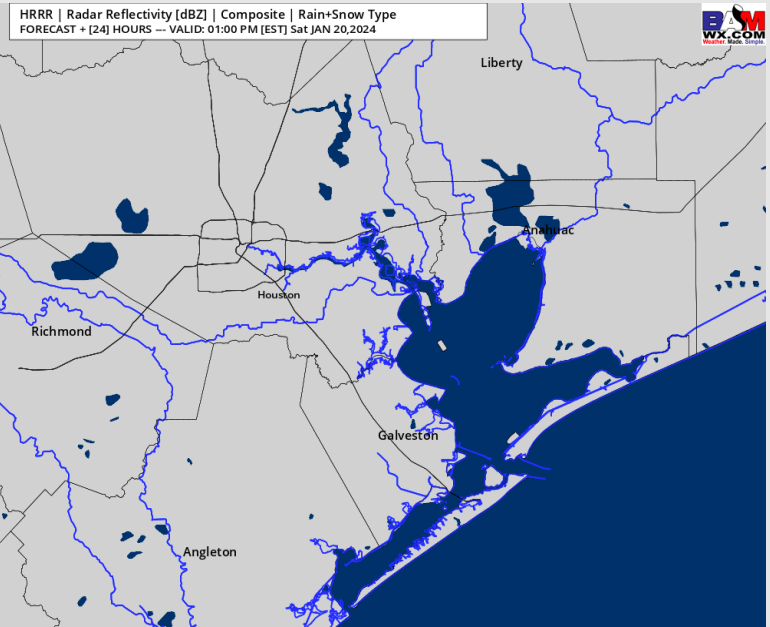 HRRR | Radar Reflectivity [dBZ] | Composite | Rain+Snow Type
FORECAST + [24] HOURS --- VALID: 01:00 PM [EST] Sat JAN 20,2024
BAM
WX.COM
Weather. Made. Simple.
Liberty
Anahuac
Houston
Richmond
Galveston
Angleton